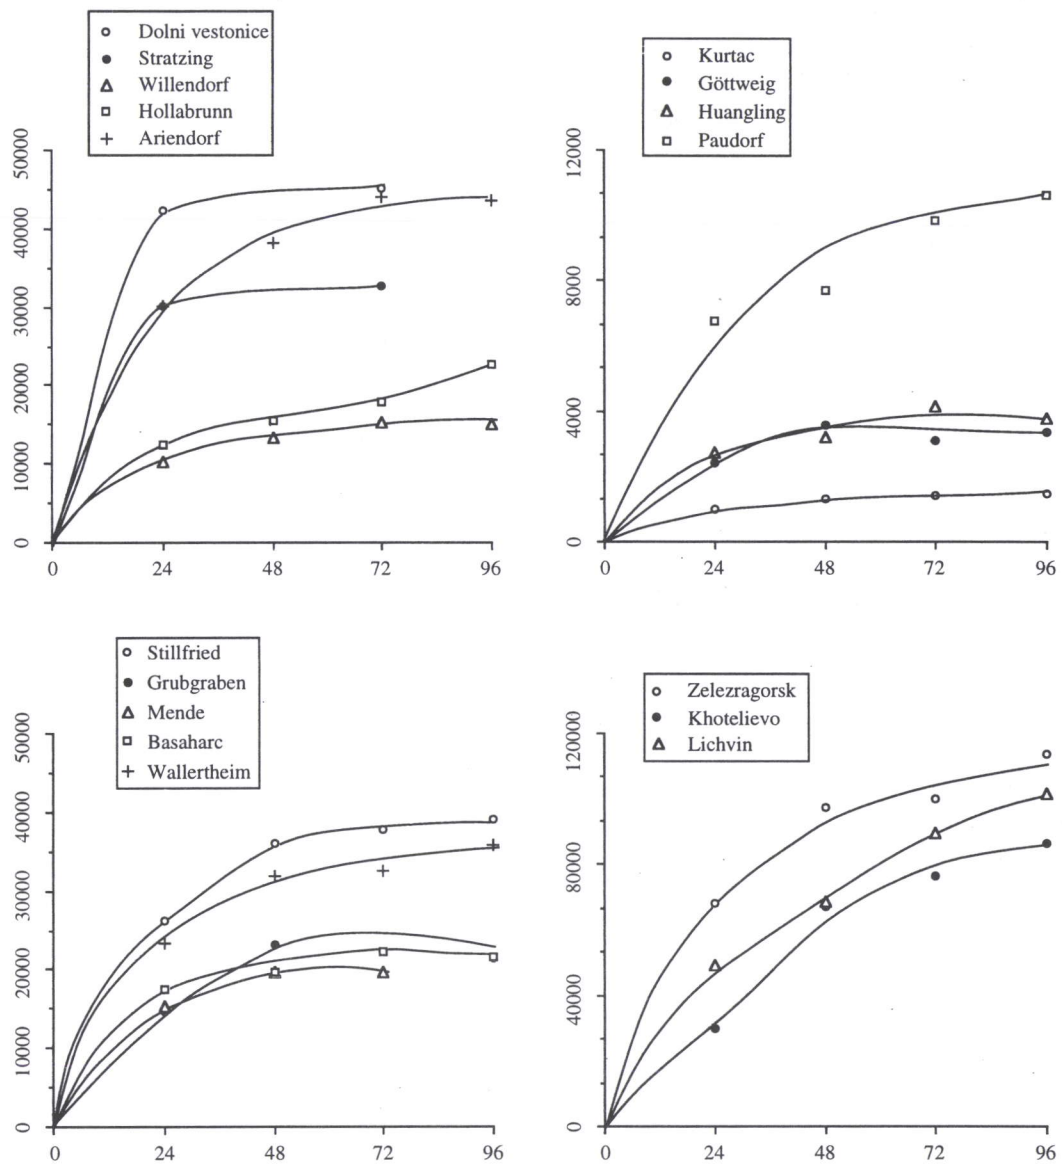 Dolni vestonice
Stratzing
Willendorf
Hollabrunn
Ariendorf
50000
40000
30000
20000
10000
0
0 24 48 72 96
Kurtac
Göttweig
Huangling
Paudorf
12000
8000
4000
0
0 24 48 72 96
Stillfried
Grubgraben
Mende
Basaharc
Wallertheim
50000
40000
30000
20000
10000
0
0 24 48 72 96
Zelezragorsk
Khotelievo
Lichvin
120000
80000
40000
0
0 24 48 72 96